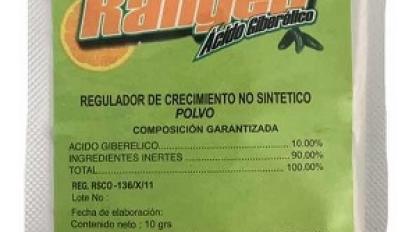 Acido Giberélico
REGULADOR DE CRECIMIENTO NO SINTETICO
POLVO
COMPOSICIÓN GARANTIZADA
ACIDO GIBERELICO................10.00%
INGREDIENTES INERTES..........90.00%
TOTAL...................................100.00%
REG. RSCO -136/X/11
Lote No :
Fecha de elaboración:
Contenido neto : 10 grs